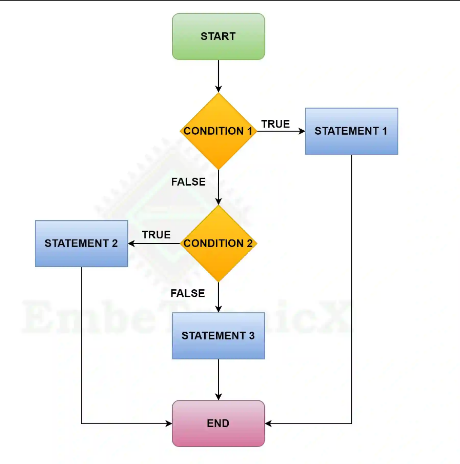 START
CONDITION 1
TRUE
STATEMENT 1
FALSE
STATEMENT 2
TRUE
CONDITION 2
FALSE
STATEMENT 3
END